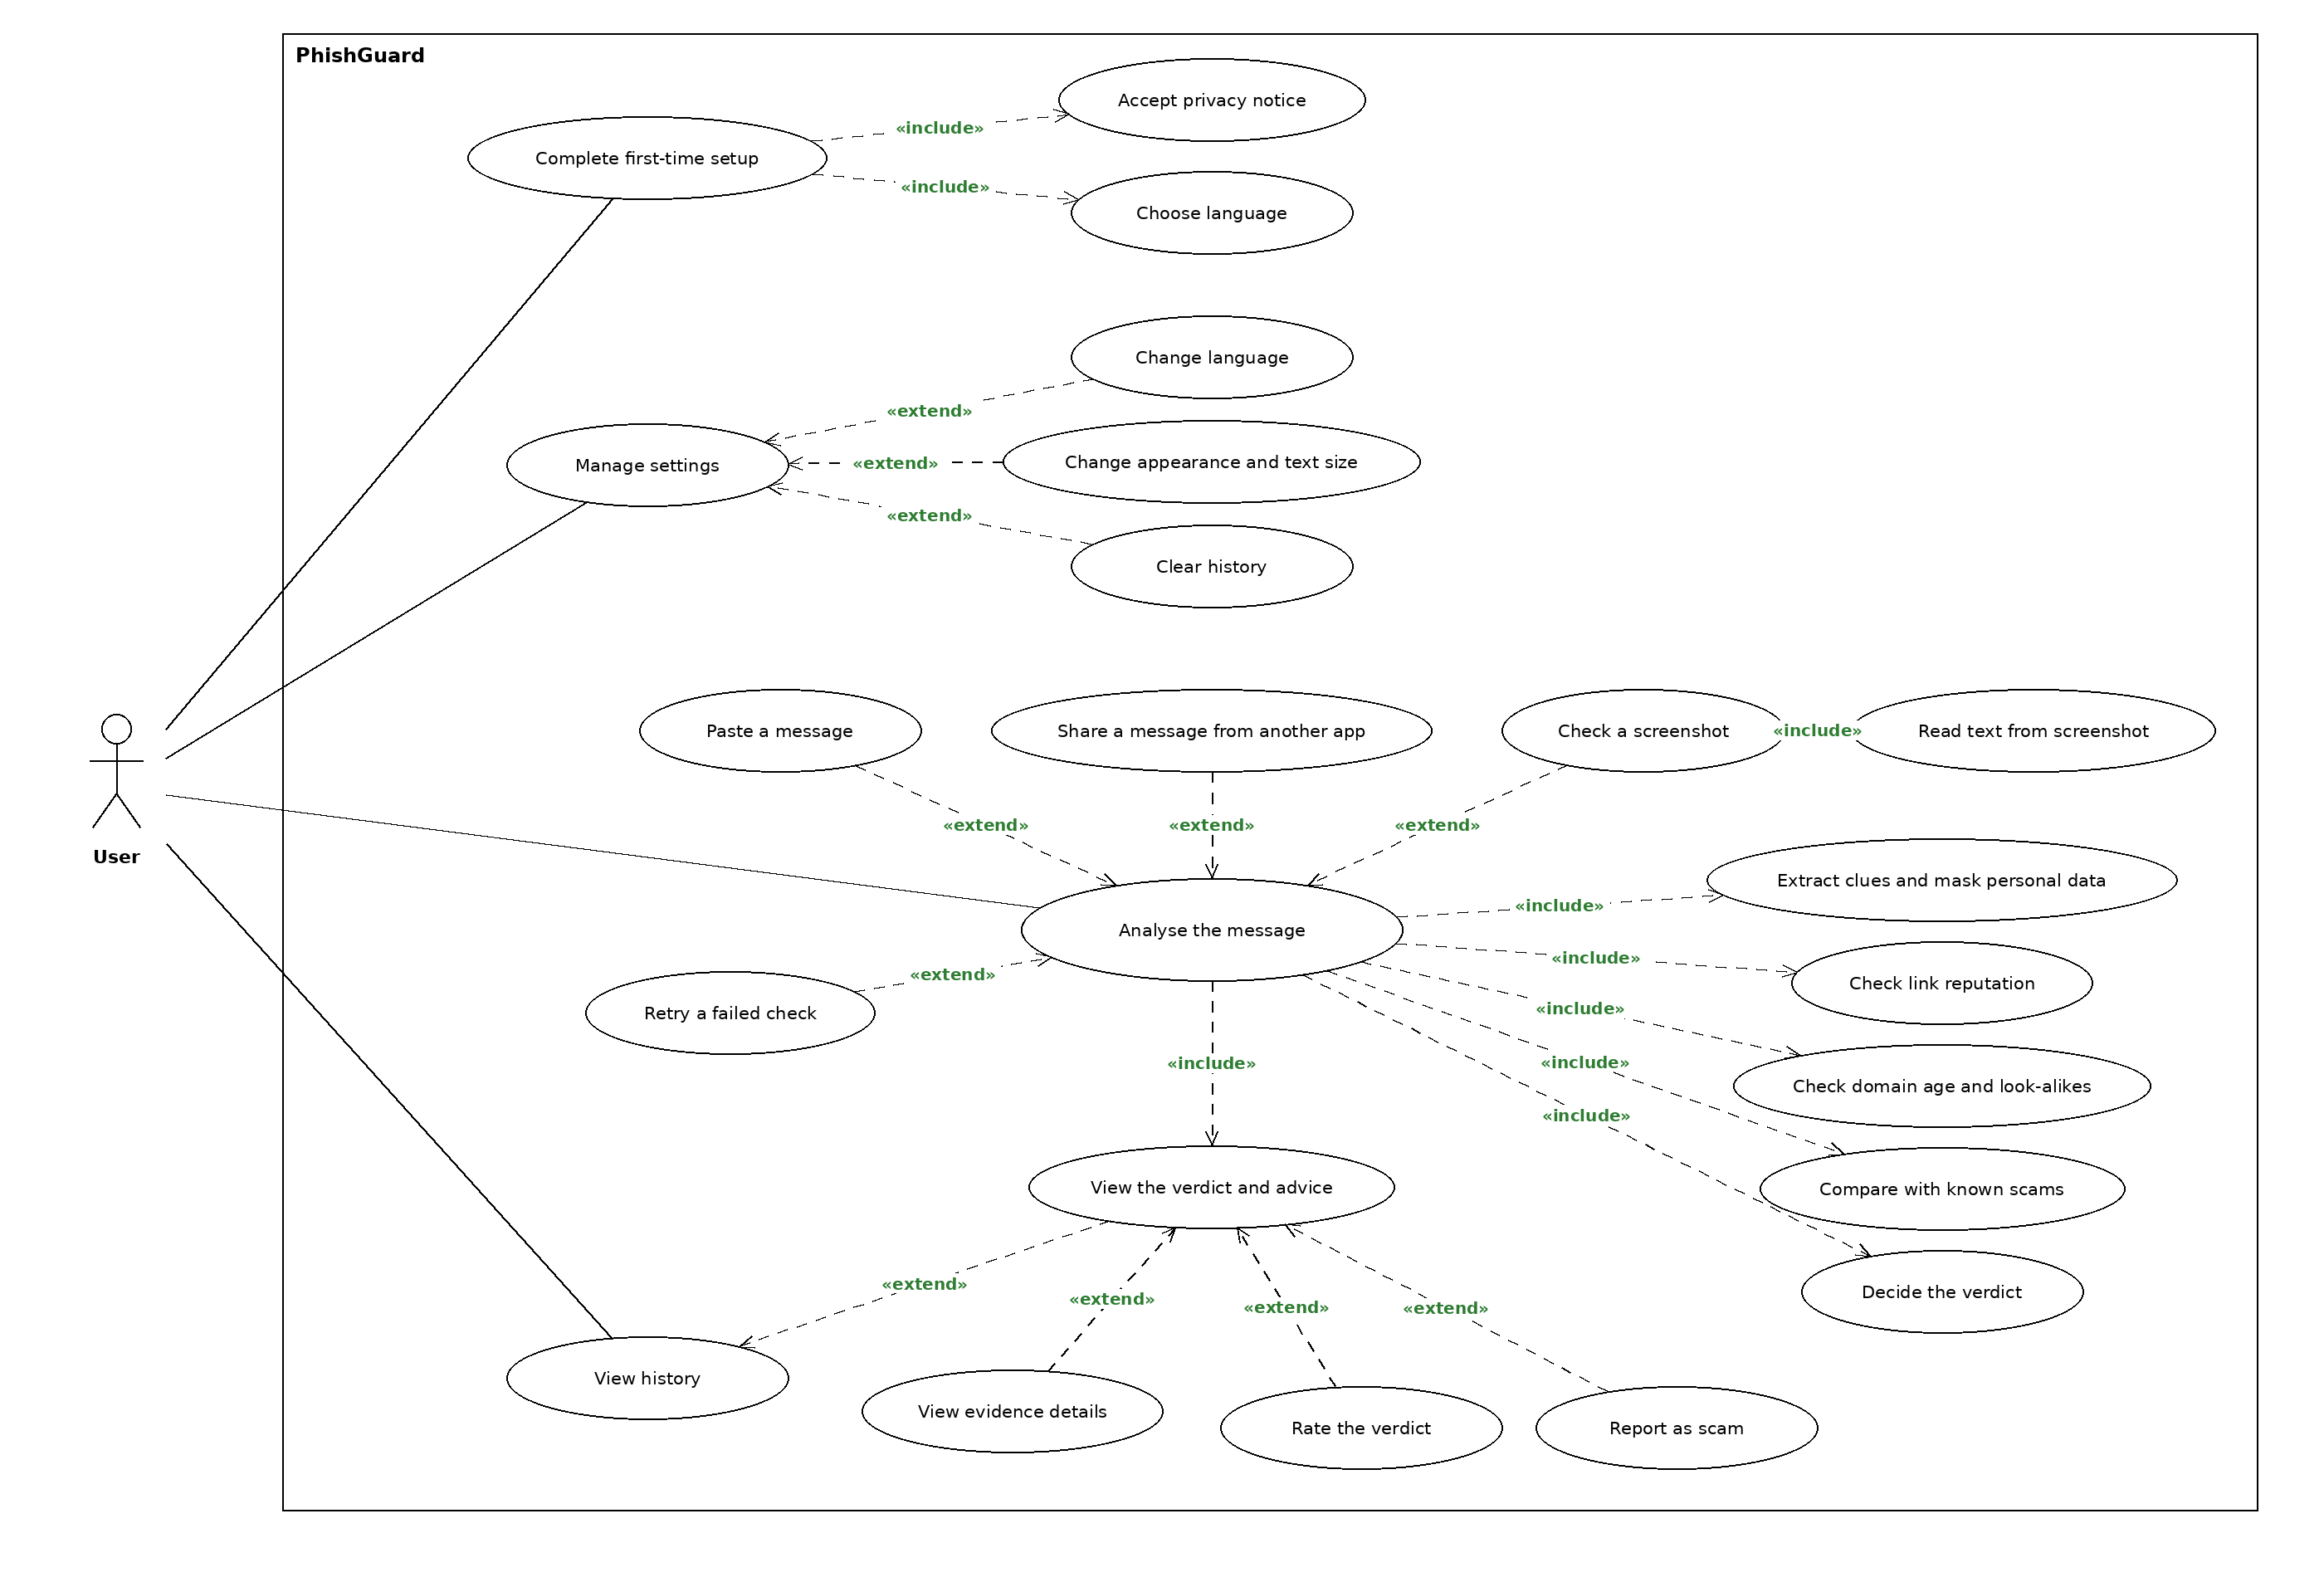 PhishGuard
Accept privacy notice
«include»
Complete first-time setup
«include»
Choose language
Change language
«extend»
Manage settings
«extend»
Change appearance and text size
«extend»
Clear history
Paste a message
Share a message from another app
Check a screenshot
«include»
Read text from screenshot
«extend»
«extend»
«extend»
User
Extract clues and mask personal data
«include»
Analyse the message
«include»
«extend»
Check link reputation
Retry a failed check
«include»
«include»
«include»
Check domain age and look-alikes
«include»
View the verdict and advice
Compare with known scams
«extend»
«extend»
«extend»
«extend»
Decide the verdict
View history
View evidence details
Rate the verdict
Report as scam